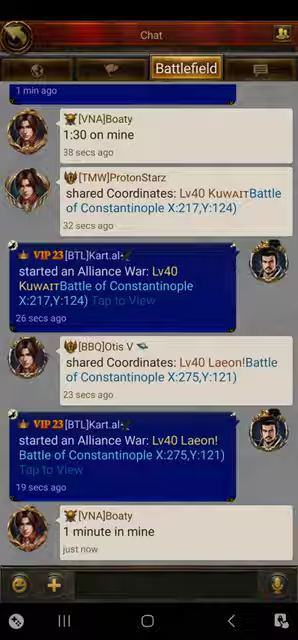 Chat
Battlefield
1 min ago
[VNA]Boaty
1:30 on mine
38 secs ago
[TMW]ProtonStarz
shared Coordinates: Lv40 KUWAITBattle
of Constantinople X:217,Y:124)
32 secs ago
VIP 23 [BTL]Kart.al
started an Alliance War: Lv40
KUWAITBattle of Constantinople
X:217,Y:124) Tap to View
26 secs ago
[BBQ]Otis V
shared Coordinates: Lv40 Laeon!Battle
of Constantinople X:275,Y:121)
23 secs ago
VIP 23 [BTL]Kart.al
started an Alliance War: Lv40 Laeon!
Battle of Constantinople X:275,Y:121)
Tap to View
19 secs ago
[VNA]Boaty
1 minute in mine
just now